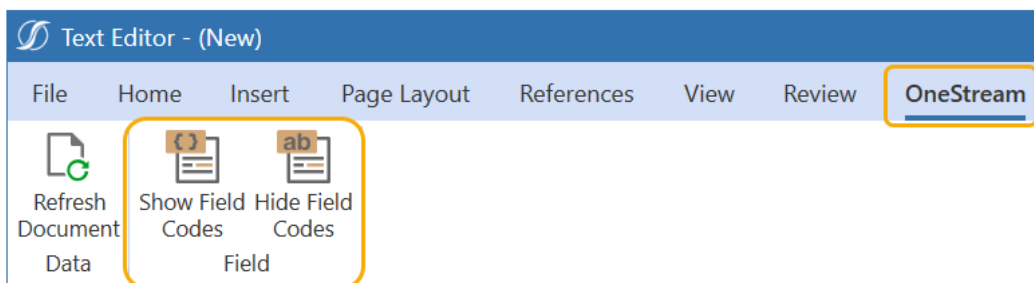 Text Editor - (New)
File Home Insert Page Layout References View Review OneStream
{ } ab
Refresh Show Field Hide Field
Document Codes Codes
Data Field